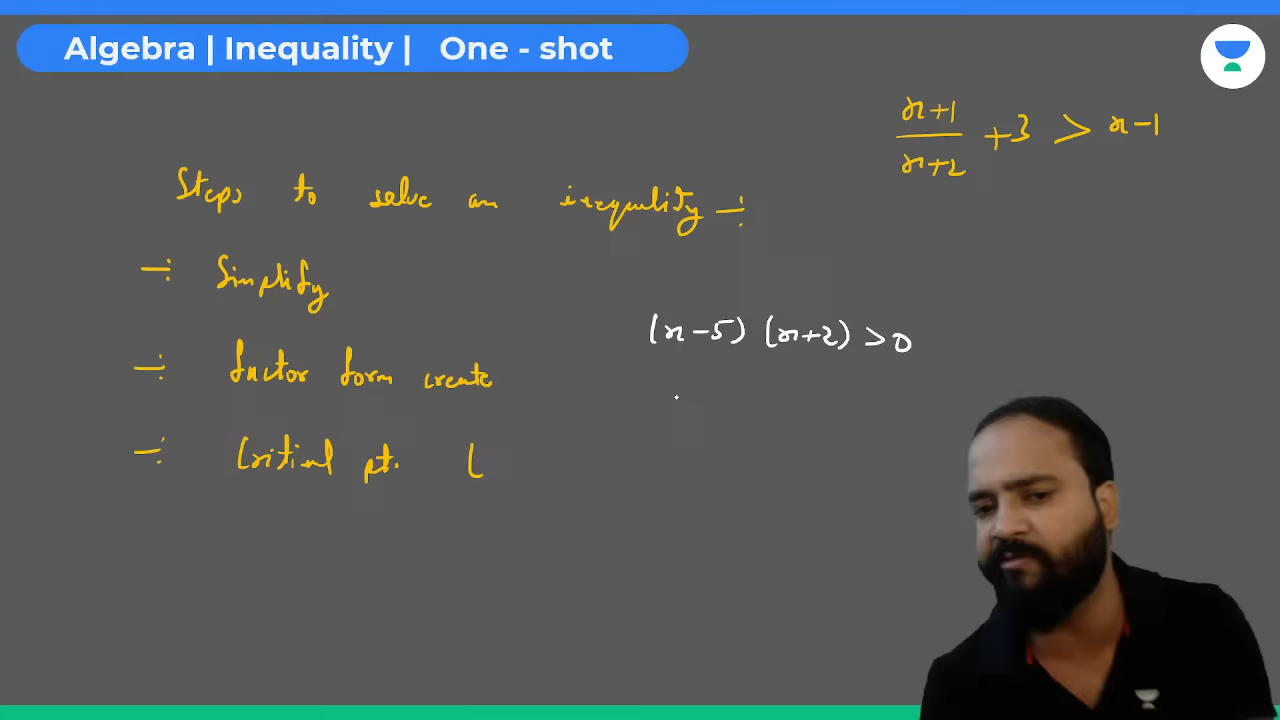 Algebra | Inequality | One - shot
x+1
x+2
+3 > x-1
Steps to solve an inequality :-
:- Simplify
:- factor form create
:- Critical pt. (
(x-5) (x+2) >0